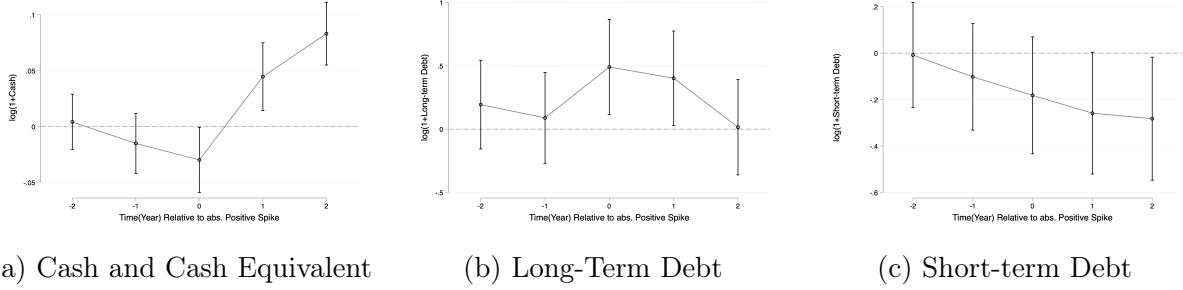 .1
.05
0
-.05
log(1+Cash)
-2 -1 0 1 2
Time(Year) Relative to abs. Positive Spike
a) Cash and Cash Equivalent
1
.5
0
-.5
log(1+Long-term Debt)
-2 -1 0 1 2
Time(Year) Relative to abs. Positive Spike
(b) Long-Term Debt
.2
0
-.2
-.4
-.6
log(1+Short-term Debt)
-2 -1 0 1 2
Time(Year) Relative to abs. Positive Spike
(c) Short-term Debt